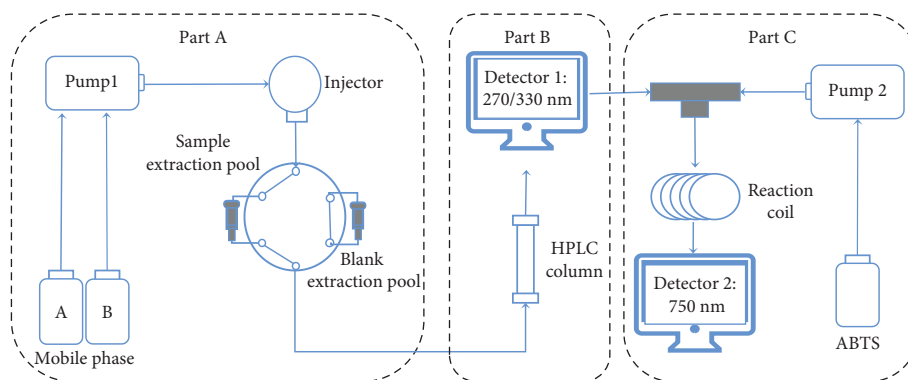 Part A
Pump1
Injector
Sample
extraction pool
Blank
extraction pool
A
B
Mobile phase
Part B
Detector 1:
270/330 nm
HPLC
column
Part C
Pump 2
Reaction
coil
Detector 2:
750 nm
ABTS